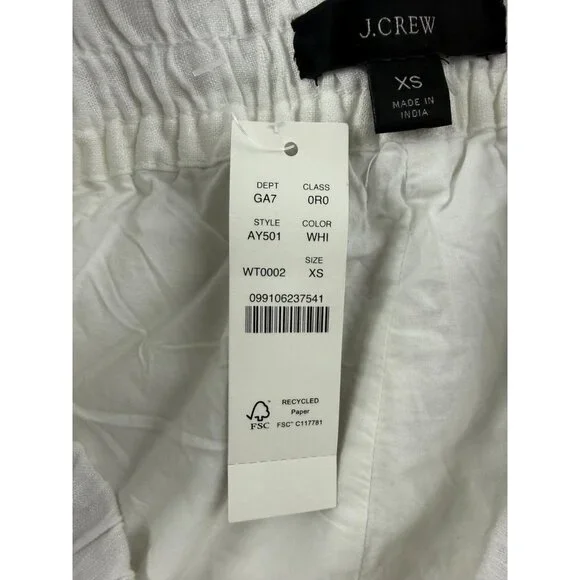 J.CREW
XS
MADE IN
INDIA
DEPT CLASS
GA7 0R0
STYLE COLOR
AY501 WHI
SIZE
WT0002 XS
099106237541
FSC
RECYCLED
Paper
FSC® C117781